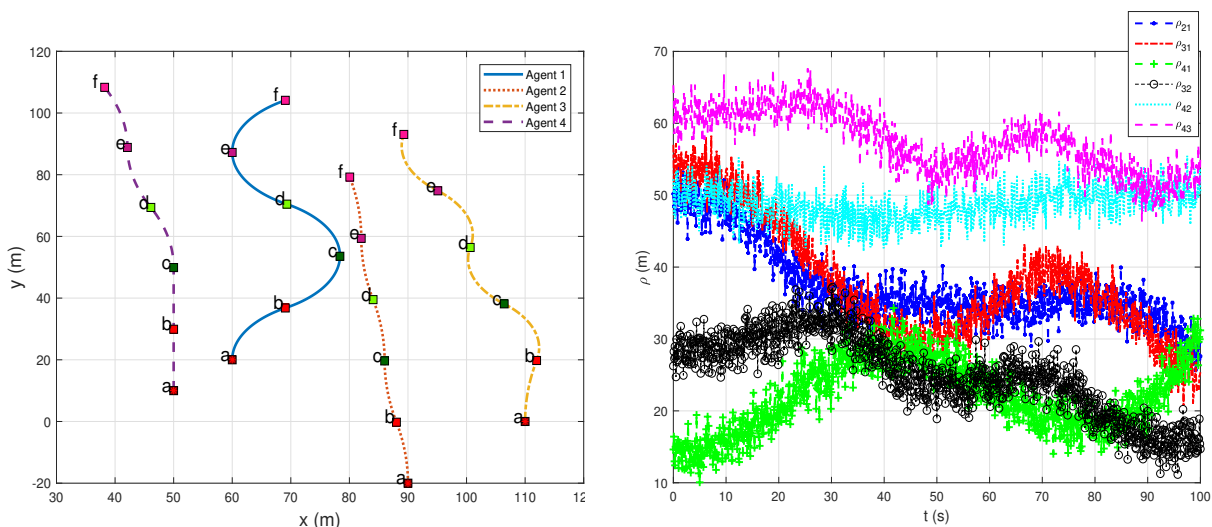 120
100
80
60
40
20
0
-20
30
40
50
60
70
80
90
100
110
12
y (m)
x (m)
Agent 1
Agent 2
Agent 3
Agent 4
f
e
d
c
b
a
f
e
d
c
b
a
f
e
d
c
b
a
f
e
d
c
b
a
70
60
50
40
30
20
10
0
10
20
30
40
50
60
70
80
90
100
ρ (m)
t (s)
ρ21
ρ31
ρ41
ρ32
ρ42
ρ43